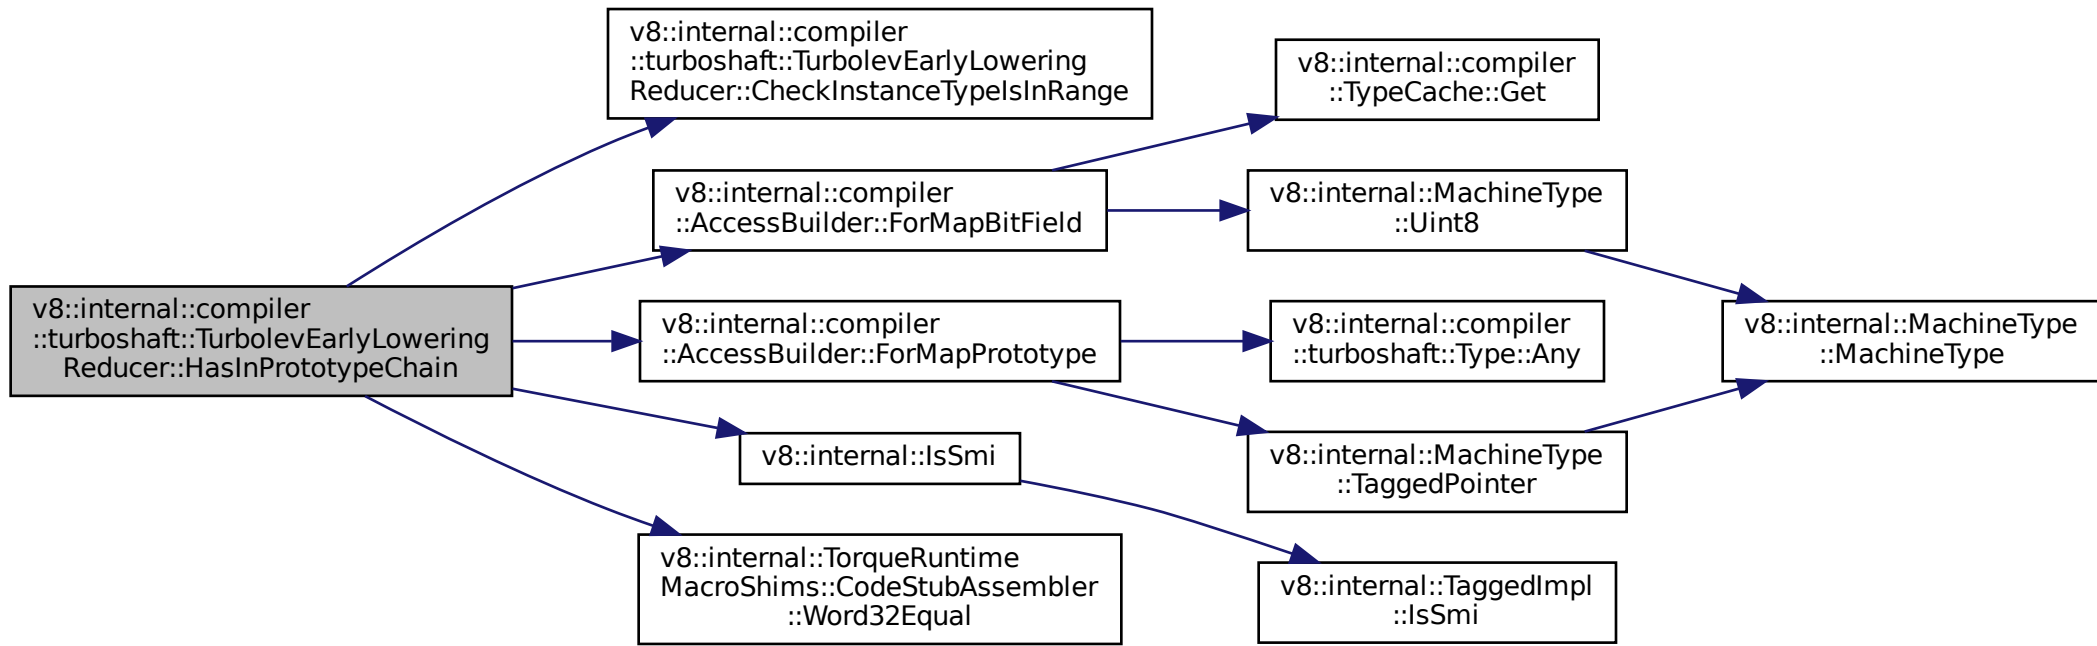 v8::internal::compiler
::turboshaft::TurbolevEarlyLowering
Reducer::HasInPrototypeChain
v8::internal::compiler
::turboshaft::TurbolevEarlyLowering
Reducer::CheckInstanceTypeIsInRange
v8::internal::compiler
::AccessBuilder::ForMapBitField
v8::internal::compiler
::AccessBuilder::ForMapPrototype
v8::internal::IsSmi
v8::internal::TorqueRuntime
MacroShims::CodeStubAssembler
::Word32Equal
v8::internal::compiler
::TypeCache::Get
v8::internal::MachineType
::Uint8
v8::internal::compiler
::turboshaft::Type::Any
v8::internal::MachineType
::TaggedPointer
v8::internal::TaggedImpl
::IsSmi
v8::internal::MachineType
::MachineType